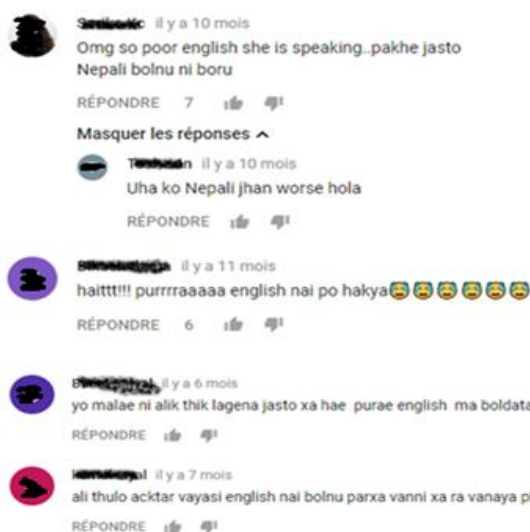 il y a 10 mois
Omg so poor english she is speaking..pakhe jasto
Nepali bolnu ni boru
RÉPONDRE 7
Masquer les réponses
il y a 10 mois
Uha ko Nepali jhan worse hola
RÉPONDRE
il y a 11 mois
haittt!!! purrrraaaaa english nai po hakya😨😨😨😨😨😨
RÉPONDRE 6
il y a 6 mois
yo malae ni alik thik lagena jasto xa hae purae english ma boldata
RÉPONDRE
il y a 7 mois
ali thulo acktar vayasi english nai bolnu parxa vanni xa ra vanaya
RÉPONDRE